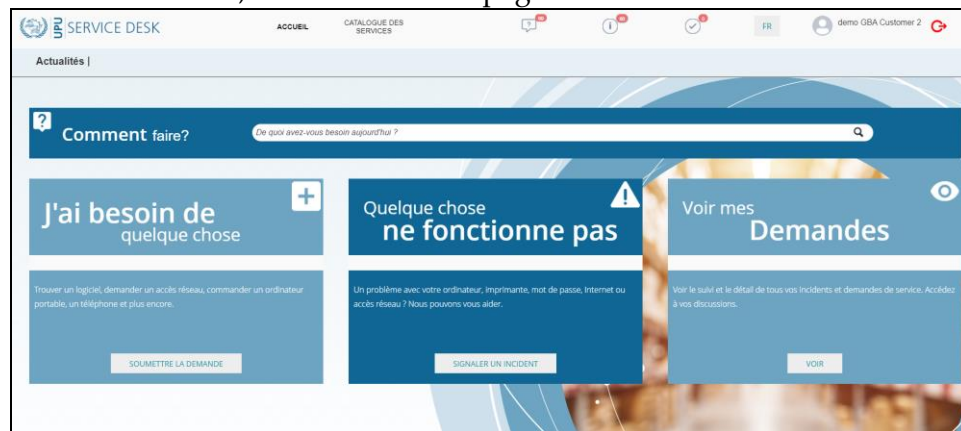 page
UPU SERVICE DESK
ACCUEIL
CATALOGUE DES
SERVICES
FR
demo GBA Customer 2
Actualités |
Comment faire?
De quoi avez-vous besoin aujourd'hui ?
J'ai besoin de
quelque chose
Quelque chose
ne fonctionne pas
Voir mes
Demandes
Trouver un logiciel, demander un accès réseau, commander un ordinateur
portable, un téléphone et plus encore.
Un problème avec votre ordinateur, imprimante, mot de passe, Internet ou
accès réseau ? Nous pouvons vous aider.
Voir le suivi et le détail de tous vos incidents et demandes de service. Accédez
à vos discussions.
SOUMETTRE LA DEMANDE
SIGNALER UN INCIDENT
VOIR